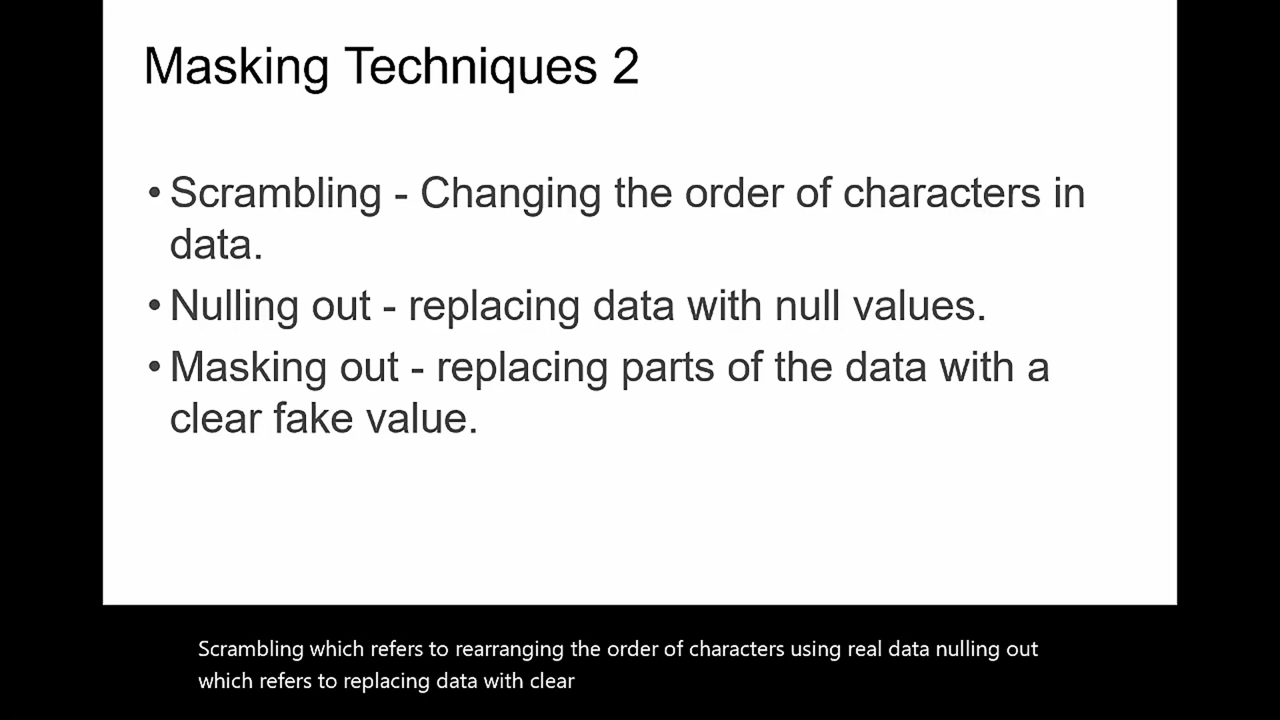 Masking Techniques 2
• Scrambling - Changing the order of characters in
data.
• Nulling out - replacing data with null values.
• Masking out - replacing parts of the data with a
clear fake value.
Scrambling which refers to rearranging the order of characters using real data nulling out
which refers to replacing data with clear